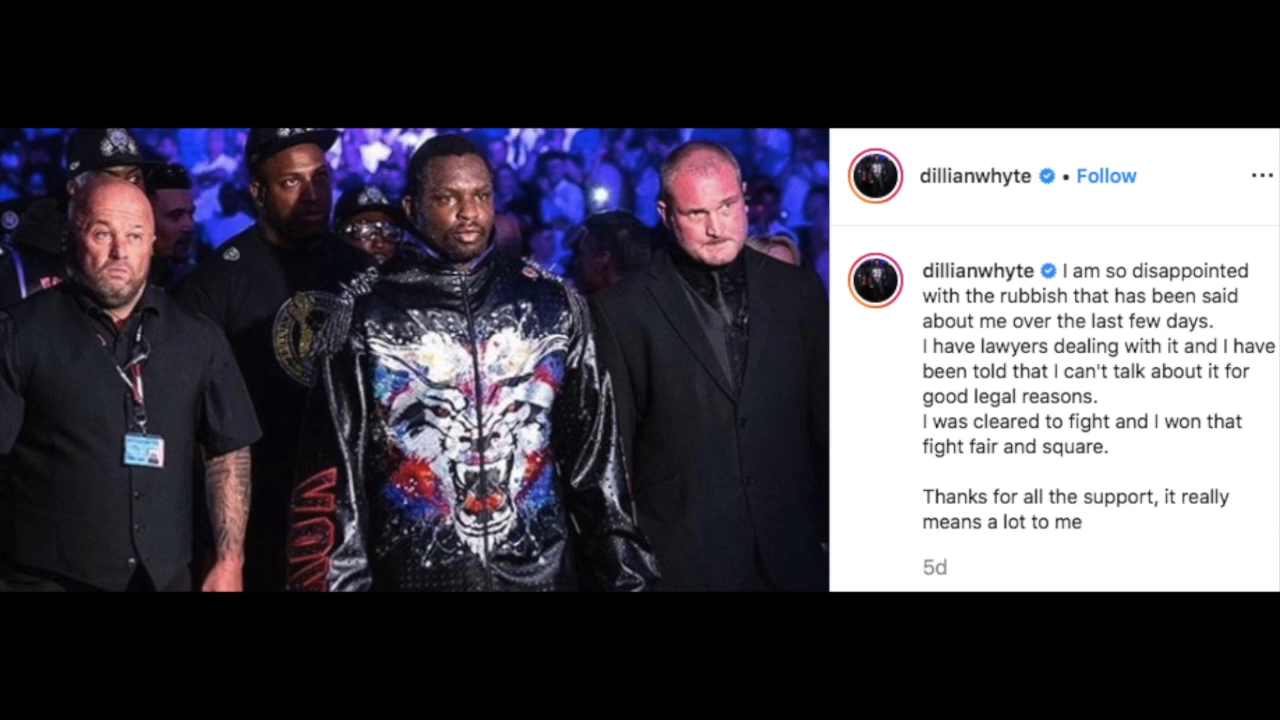 dillianwhyte • Follow
dillianwhyte I am so disappointed
with the rubbish that has been said
about me over the last few days.
I have lawyers dealing with it and I have
been told that I can't talk about it for
good legal reasons.
I was cleared to fight and I won that
fight fair and square.
Thanks for all the support, it really
means a lot to me
5d